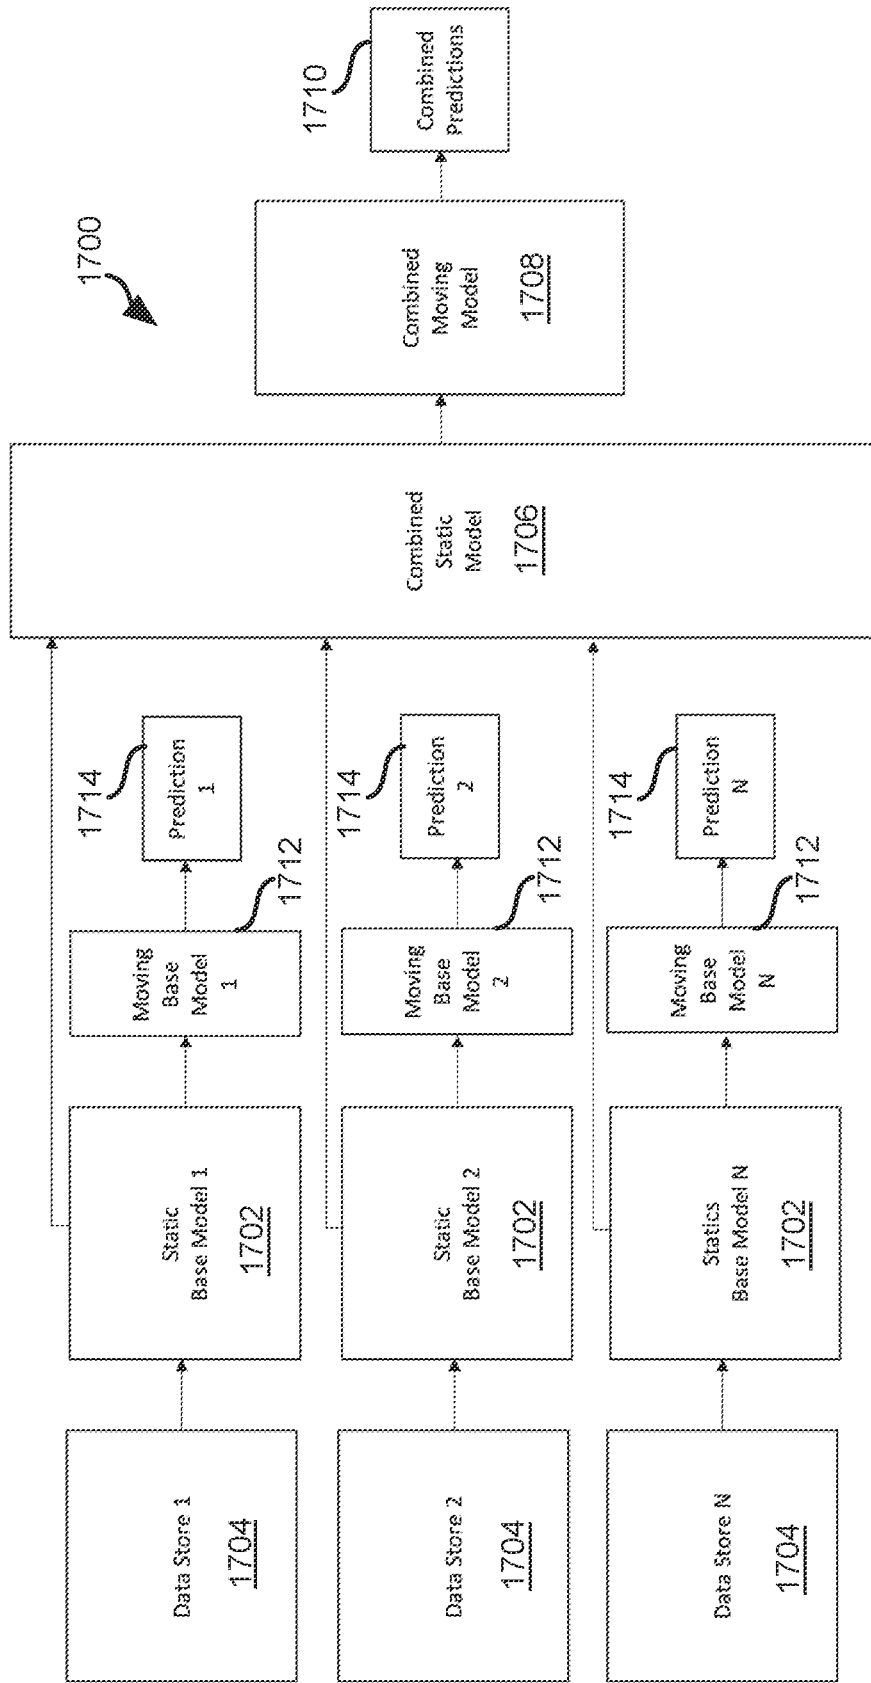 1700
Data Store 1
1704
Static
Base Model 1
1702
Moving
Base
Model
1
1712
Prediction
1
1714
Data Store 2
1704
Static
Base Model 2
1702
Moving
Base
Model
2
1712
Prediction
2
1714
Data Store N
1704
Statics
Base Model N
1702
Moving
Base
Model
N
1712
Prediction
N
1714
Combined
Static
Model
1706
Combined
Moving
Model
1708
Combined
Predictions
1710